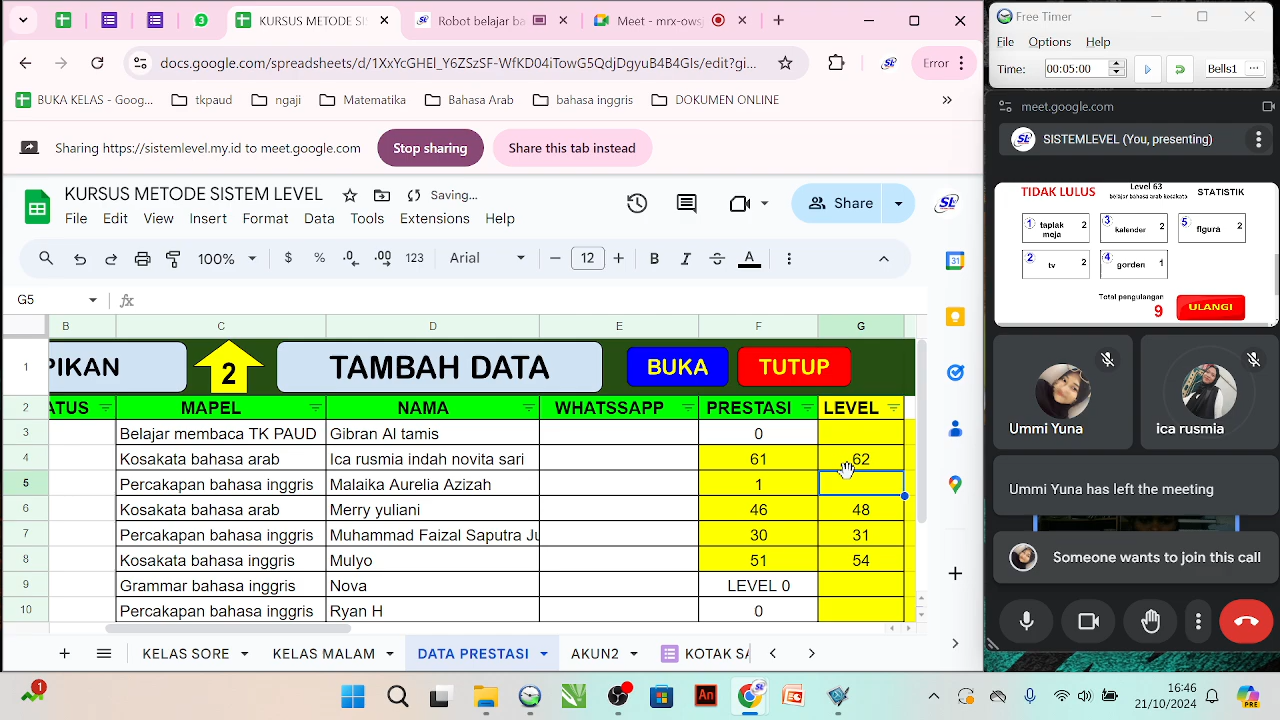 3
KURSUS METODE SI
Robot belajar ba
Meet - mrx-ows
docs.google.com/spreadsheets/d/1XXyCGHEl_Y6ZSzSF-WfKD04iTowG5QdjDgyuB4B4GIs/edit?gi...
Error
BUKA KELAS - Goog...
tkpaud
ngaji
Matematika
Bahasa Arab
bahasa inggris
DOKUMEN ONLINE
Sharing https://sistemlevel.my.id to meet.google.com
Stop sharing
Share this tab instead
KURSUS METODE SISTEM LEVEL
Saving...
File Edit View Insert Format Data Tools Extensions Help
Share
100% $ % .0 .00 123 Arial 12 B I A
G5 fx
B C D E F G
1 PIKAN 2 TAMBAH DATA BUKA TUTUP
2 ATUS MAPEL NAMA WHATSSAPP PRESTASI LEVEL
3 Belajar membaca TK PAUD Gibran Al tamis 0
4 Kosakata bahasa arab Ica rusmia indah novita sari 61 62
5 Percakapan bahasa inggris Malaika Aurelia Azizah 1
6 Kosakata bahasa arab Merry yuliani 46 48
7 Percakapan bahasa inggris Muhammad Faizal Saputra Ju 30 31
8 Kosakata bahasa inggris Mulyo 51 54
9 Grammar bahasa inggris Nova LEVEL 0
10 Percakapan bahasa inggris Ryan H 0
KELAS SORE KELAS MALAM DATA PRESTASI AKUN2 KOTAK SA
Free Timer
File Options Help
Time: 00:05:00 Bells1 ...
meet.google.com
SISTEMLEVEL (You, presenting)
TIDAK LULUS Level 63 STATISTIK
belajar bahasa arab kosakata
1 taplak meja 2
3 kalender 2
5 figura 2
2 tv 2
4 gorden 1
Total pengulangan
9 ULANGI
Ummi Yuna
ica rusmia
Ummi Yuna has left the meeting
Someone wants to join this call
1
An
16:46
21/10/2024
PRE